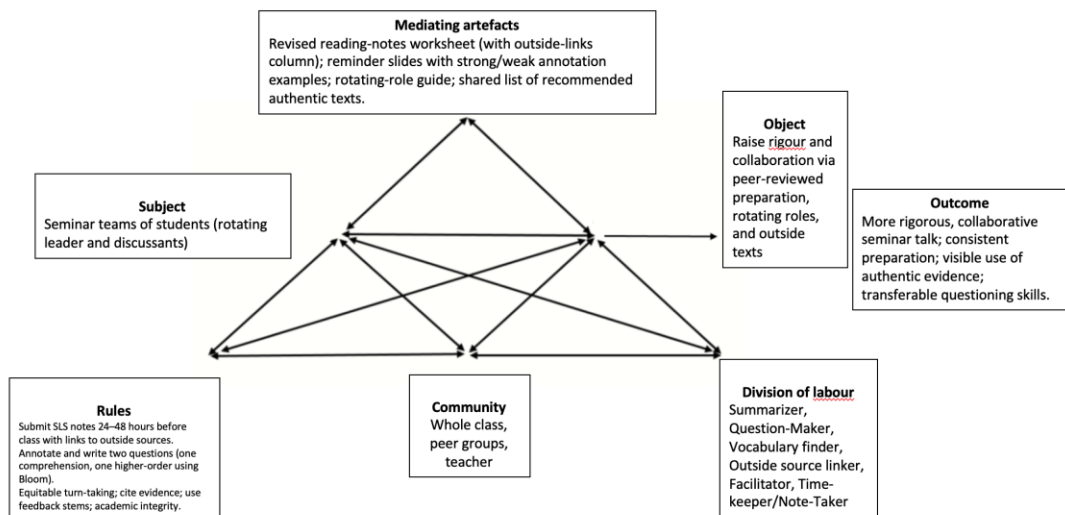 Mediating artefacts
Revised reading-notes worksheet (with outside-links
column); reminder slides with strong/weak annotation
examples; rotating-role guide; shared list of recommended
authentic texts.
Subject
Seminar teams of students (rotating
leader and discussants)
Object
Raise rigour and
collaboration via
peer-reviewed
preparation,
rotating roles,
and outside
texts
Outcome
More rigorous, collaborative
seminar talk; consistent
preparation; visible use of
authentic evidence;
transferable questioning skills.
Rules
Submit SLS notes 24–48 hours before
class with links to outside sources.
Annotate and write two questions (one
comprehension, one higher-order using
Bloom).
Equitable turn-taking; cite evidence; use
feedback stems; academic integrity.
Community
Whole class,
peer groups,
teacher
Division of labour
Summarizer,
Question-Maker,
Vocabulary finder,
Outside source linker,
Facilitator, Time-
keeper/Note-Taker